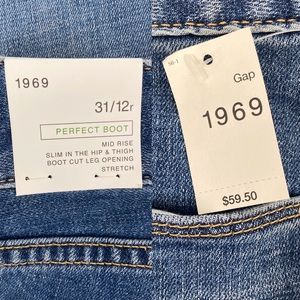 1969
31/12r
PERFECT BOOT
MID RISE
SLIM IN THE HIP & THIGH
BOOT CUT LEG OPENING
STRETCH
Gap
1969
$59.50